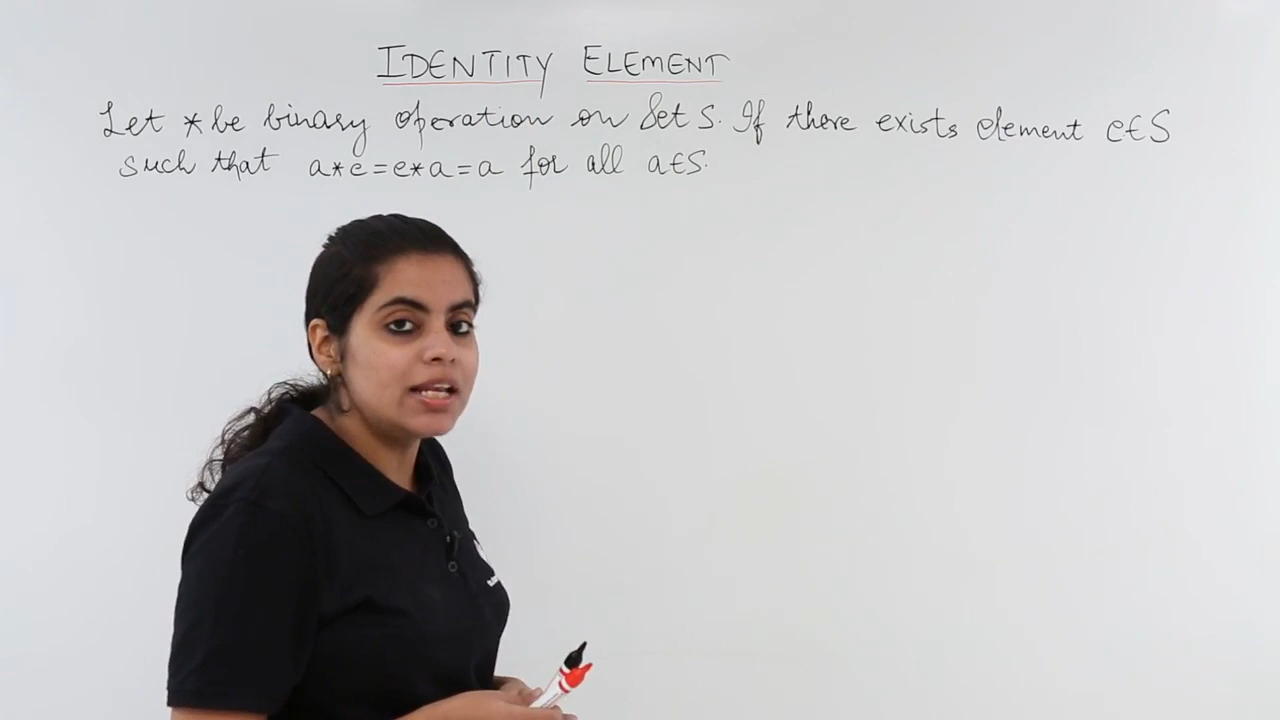 IDENTITY ELEMENT
Let * be binary operation on Set S. If there exists element e∈S
such that a*e=e*a=a for all a∈S.